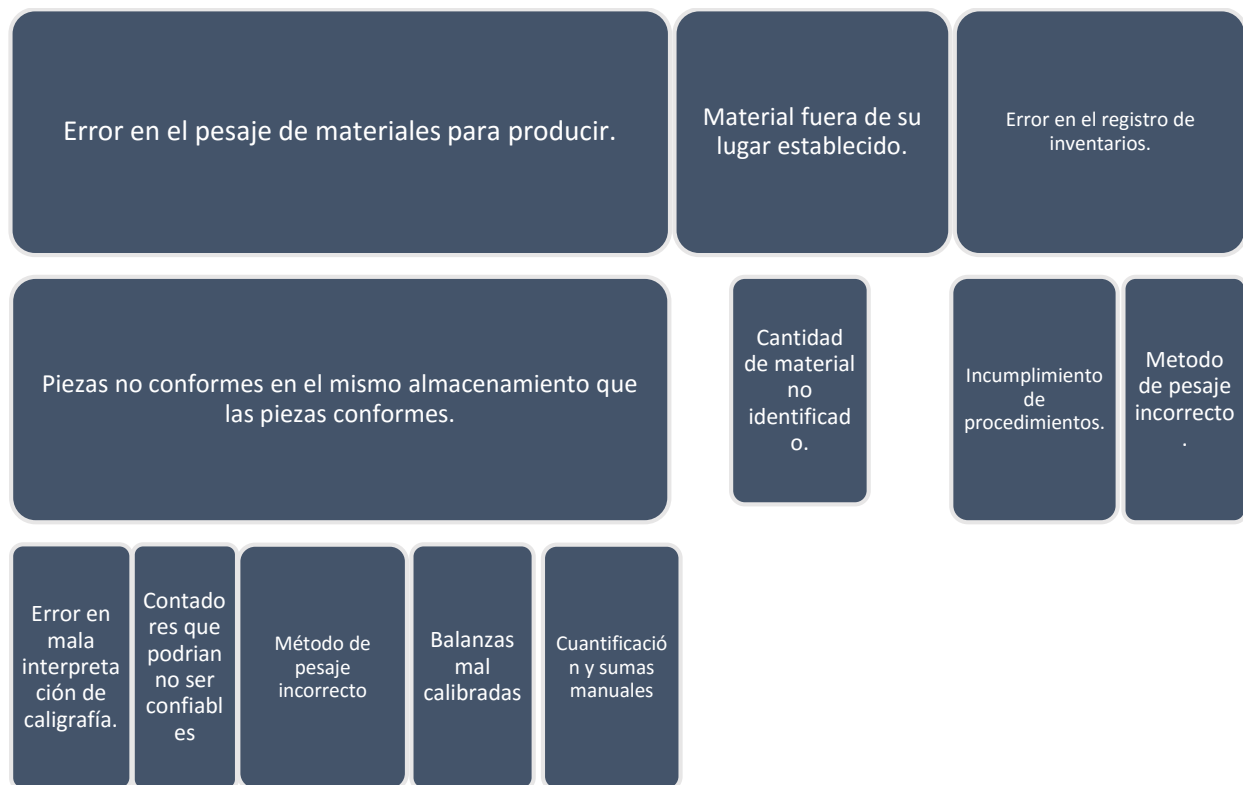 Error en el pesaje de materiales para producir.
Material fuera de su
lugar establecido.
Error en el registro de
inventarios.
Piezas no conformes en el mismo almacenamiento que
las piezas conformes.
Cantidad
de material
no
identificad
o.
Incumplimiento
de
procedimientos.
Metodo
de pesaje
incorrecto
.
Error en
mala
interpreta
ción de
caligrafía.
Contado
res que
podrian
no ser
confiabl
es
Método de
pesaje
incorrecto
Balanzas
mal
calibradas
Cuantificació
n y sumas
manuales